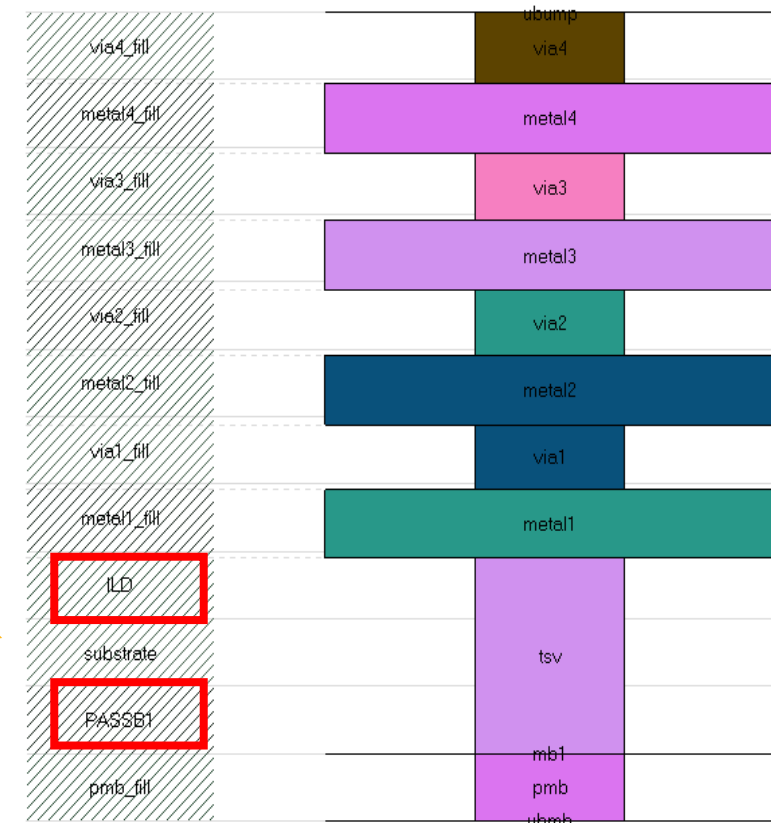 ubump
via4_fill
via4
metal4_fill
metal4
via3_fill
via3
metal3_fill
metal3
via2_fill
via2
metal2_fill
metal2
via1_fill
via1
metal1_fill
metal1
ILD
substrate
tsv
PASSB1
mb1
pmb_fill
pmb
ubmb